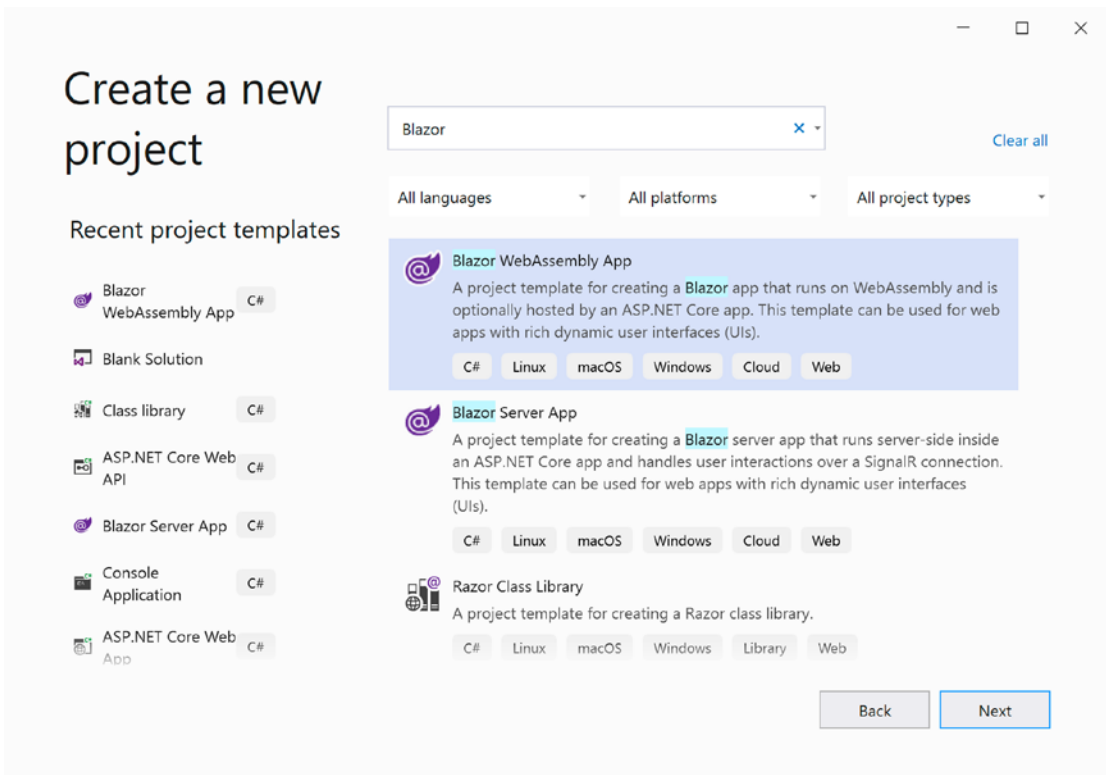 Create a new
project
Recent project templates
Blazor
WebAssembly App
C#
Blank Solution
Class library
C#
ASP.NET Core Web
API
C#
Blazor Server App
C#
Console
Application
C#
ASP.NET Core Web
App
C#
Blazor
Clear all
All languages
All platforms
All project types
Blazor WebAssembly App
A project template for creating a Blazor app that runs on WebAssembly and is
optionally hosted by an ASP.NET Core app. This template can be used for web
apps with rich dynamic user interfaces (UIs).
C# Linux macOS Windows Cloud Web
Blazor Server App
A project template for creating a Blazor server app that runs server-side inside
an ASP.NET Core app and handles user interactions over a SignalR connection.
This template can be used for web apps with rich dynamic user interfaces
(UIs).
C# Linux macOS Windows Cloud Web
Razor Class Library
A project template for creating a Razor class library.
C# Linux macOS Windows Library Web
Back
Next